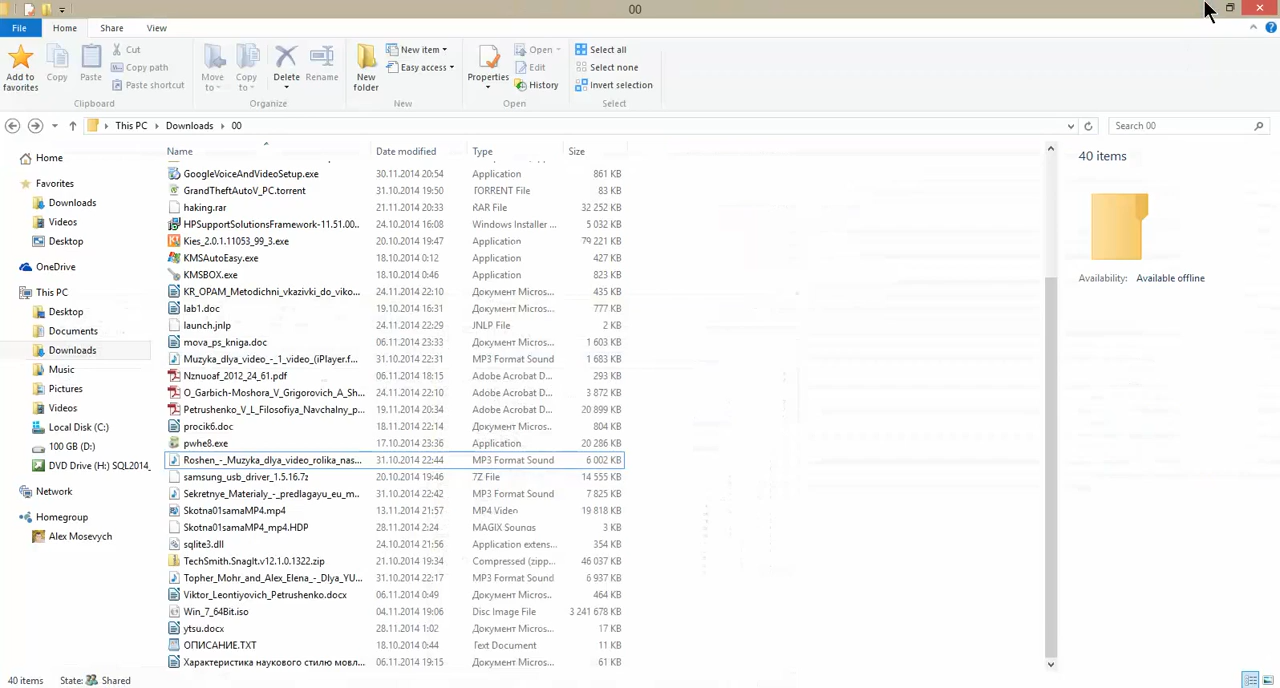 00
File Home Share View
Add to favorites
Copy
Paste
Cut
Copy path
Paste shortcut
Clipboard
Move to
Copy to
Delete
Rename
Organize
New folder
New item
Easy access
New
Properties
Open
Edit
History
Open
Select all
Select none
Invert selection
Select
This PC Downloads 00
Search 00
Home
Favorites
Downloads
Videos
Desktop
OneDrive
This PC
Desktop
Documents
Downloads
Music
Pictures
Videos
Local Disk (C:)
100 GB (D:)
DVD Drive (H:) SQL2014_
Network
Homegroup
Alex Mosevych
Name Date modified Type Size
GoogleVoiceAndVideoSetup.exe 30.11.2014 20:54 Application 861 KB
GrandTheftAutoV_PC.torrent 31.10.2014 19:50 TORRENT File 83 KB
haking.rar 21.11.2014 20:33 RAR File 32 252 KB
HPSupportSolutionsFramework-11.51.00... 24.10.2014 16:08 Windows Installer ... 5 032 KB
Kies_2.0.1.11053_99_3.exe 20.10.2014 19:47 Application 79 221 KB
KMSAutoEasy.exe 18.10.2014 0:12 Application 427 KB
KMSBOX.exe 18.10.2014 0:46 Application 823 KB
KR_OPAM_Metodichni_vkazivki_do_viko... 24.11.2014 22:10 Документ Micros... 435 KB
lab1.doc 19.10.2014 16:31 Документ Micros... 777 KB
launch.jnlp 24.11.2014 22:29 JNLP File 2 KB
mova_ps_kniga.doc 06.11.2014 23:33 Документ Micros... 1 603 KB
Muzyka_dlya_video_-_1_video_(iPlayer.f... 31.10.2014 22:31 MP3 Format Sound 1 683 KB
Nznuoaf_2012_24_61.pdf 06.11.2014 18:15 Adobe Acrobat D... 293 KB
O_Garbich-Moshora_V_Grigorovich_A_Sh... 24.11.2014 22:10 Adobe Acrobat D... 3 872 KB
Petrushenko_V_L_Filosofiya_Navchalny_p... 19.11.2014 20:34 Adobe Acrobat D... 20 899 KB
procik6.doc 18.11.2014 22:14 Документ Micros... 804 KB
pwhe8.exe 17.10.2014 23:36 Application 20 286 KB
Roshen_-_Muzyka_dlya_video_rolika_nas... 31.10.2014 22:44 MP3 Format Sound 6 002 KB
samsung_usb_driver_1.5.16.7z 20.10.2014 19:46 7Z File 14 555 KB
Sekretnye_Materialy_-_predlagayu_eu_m... 31.10.2014 22:42 MP3 Format Sound 7 825 KB
Skotna01samaMP4.mp4 13.11.2014 21:57 MP4 Video 19 818 KB
Skotna01samaMP4_mp4.HDP 28.11.2014 2:24 MAGIX Sounds 3 KB
sqlite3.dll 24.10.2014 21:56 Application extens... 354 KB
TechSmith.SnagIt.v12.1.0.1322.zip 21.10.2014 19:34 Compressed (zipp... 46 037 KB
Topher_Mohr_and_Alex_Elena_-_Dlya_YU... 31.10.2014 22:17 MP3 Format Sound 6 937 KB
Viktor_Leontiyovich_Petrushenko.docx 06.11.2014 0:49 Документ Micros... 464 KB
Win_7_64Bit.iso 04.11.2014 19:06 Disc Image File 3 241 678 KB
ytsu.docx 28.11.2014 1:02 Документ Micros... 17 KB
ОПИСАНИЕ.TXT 18.10.2014 0:44 Text Document 11 KB
Характеристика наукового стилю мовл... 06.11.2014 19:15 Документ Micros... 61 KB
40 items
Availability: Available offline
40 items State: Shared